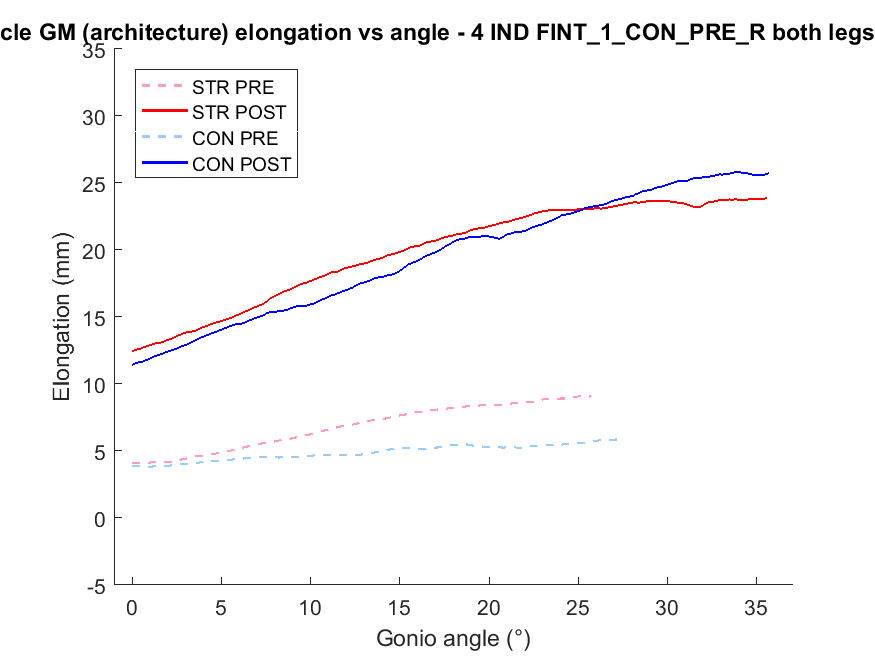 cle GM (architecture) elongation vs angle - 4 IND FINT_1_CON_PRE_R both legs
35
30
25
20
15
10
5
0
-5
STR PRE
STR POST
CON PRE
CON POST
Elongation (mm)
0 5 10 15 20 25 30 35
Gonio angle (°)